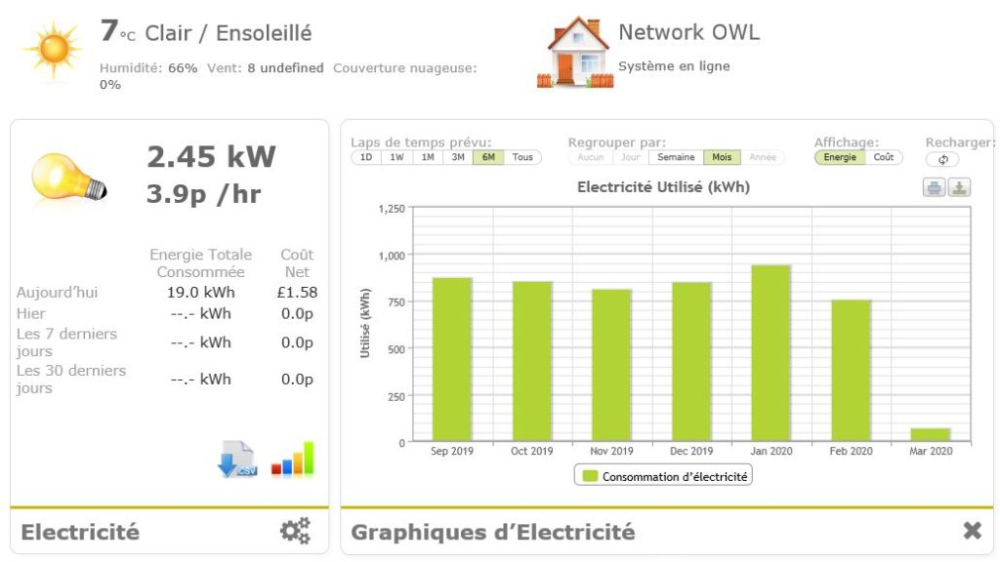 7°C Clair / Ensoleillé
Humidité: 66% Vent: 8 undefined Couverture nuageuse:
0%
Network OWL
Système en ligne
2.45 kW
3.9p /hr
Energie Totale Coût
Consommée Net
Aujourd'hui 19.0 kWh £1.58
Hier --.- kWh 0.0p
Les 7 derniers
jours --.- kWh 0.0p
Les 30 derniers
jours --.- kWh 0.0p
CSV
Electricité
Laps de temps prévu: Regrouper par: Affichage: Recharger:
1D 1W 1M 3M 6M Tous Aucun Jour Semaine Mois Année Energie Coût
Electricité Utilisé (kWh)
1,250
1,000
750
500
250
0
Utilisé (kWh)
Sep 2019 Oct 2019 Nov 2019 Dec 2019 Jan 2020 Feb 2020 Mar 2020
Consommation d'électricité
Graphiques d'Electricité